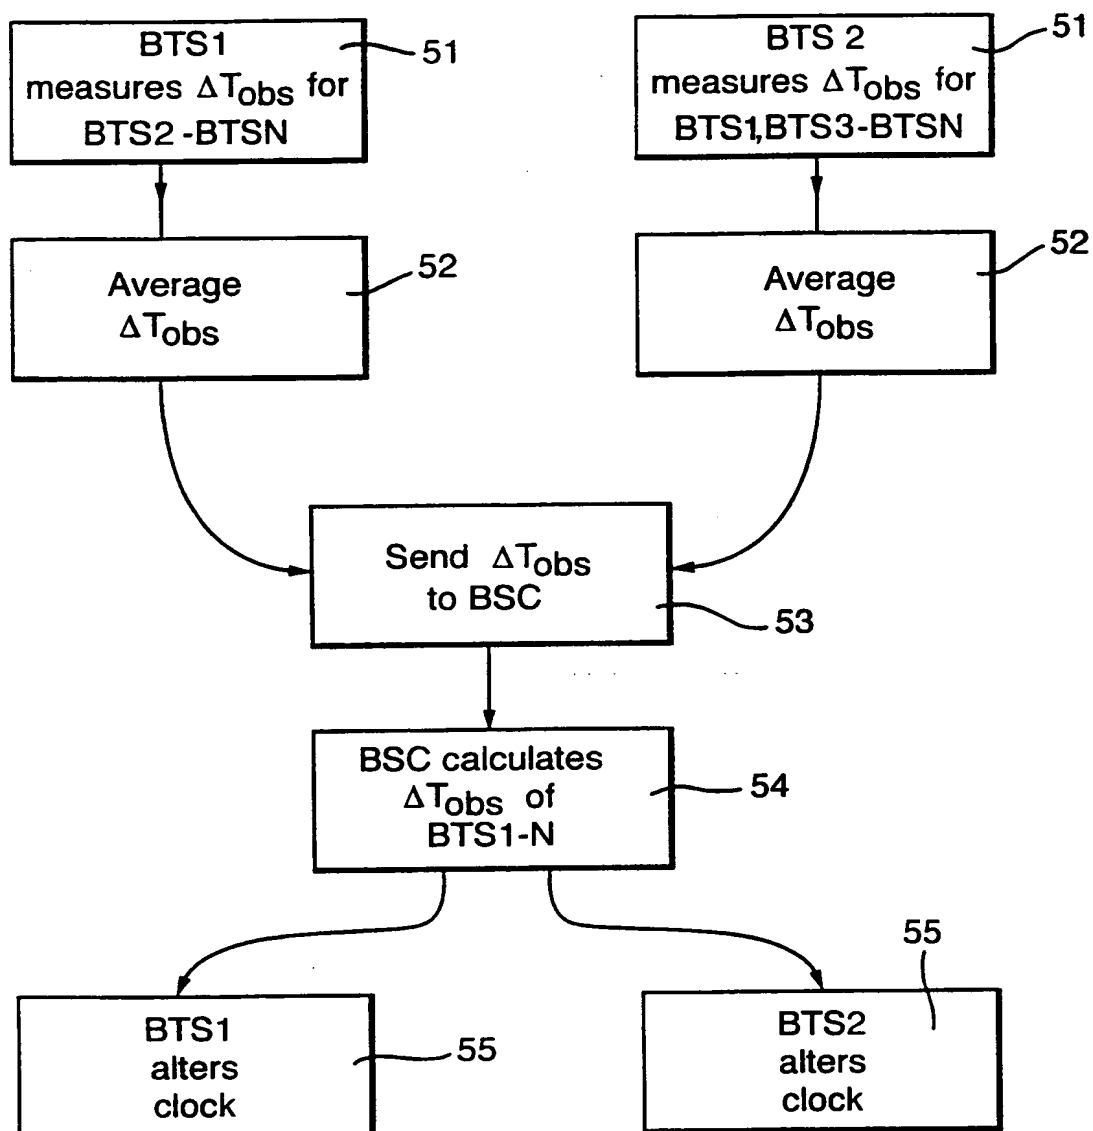 BTS1
measures ΔTobs for
BTS2-BTSN
51
BTS 2
measures ΔTobs for
BTS1,BTS3-BTSN
51
Average
ΔTobs
52
Average
ΔTobs
52
Send ΔTobs
to BSC
53
BSC calculates
ΔTobs of
BTS1-N
54
BTS1
alters
clock
55
BTS2
alters
clock
55